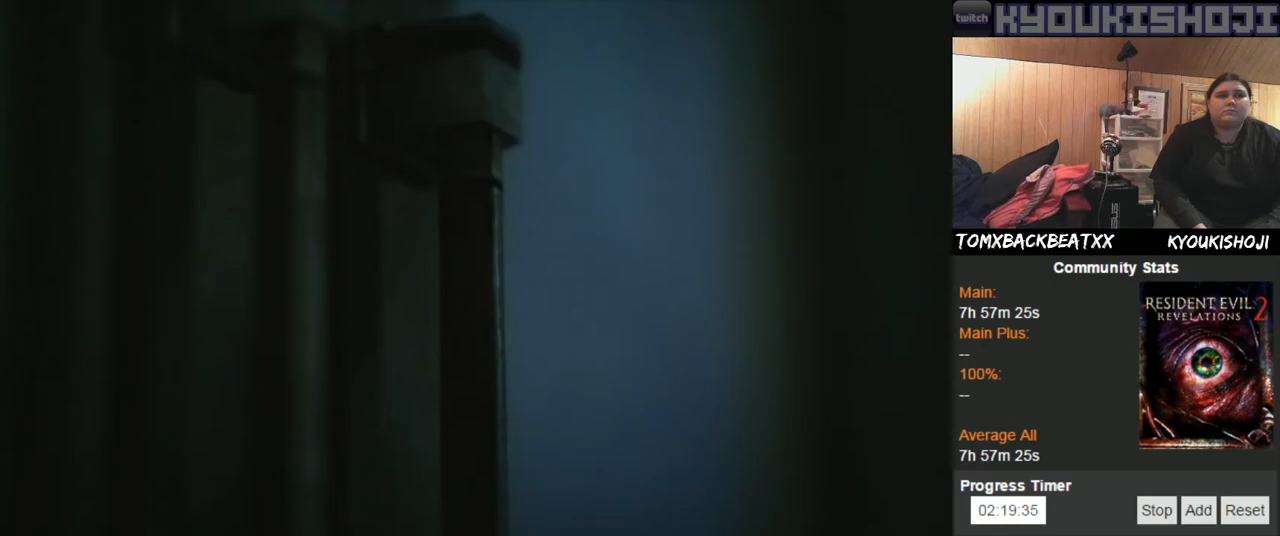 twitch KYOUKISHOJI
TOMXBACKBEATXX KYOUKISHOJI
Community Stats
Main:
7h 57m 25s
Main Plus:
--
100%:
--
Average All
7h 57m 25s
RESIDENT EVIL
REVELATIONS 2
Progress Timer
02:19:35 Stop Add Reset
ASUS